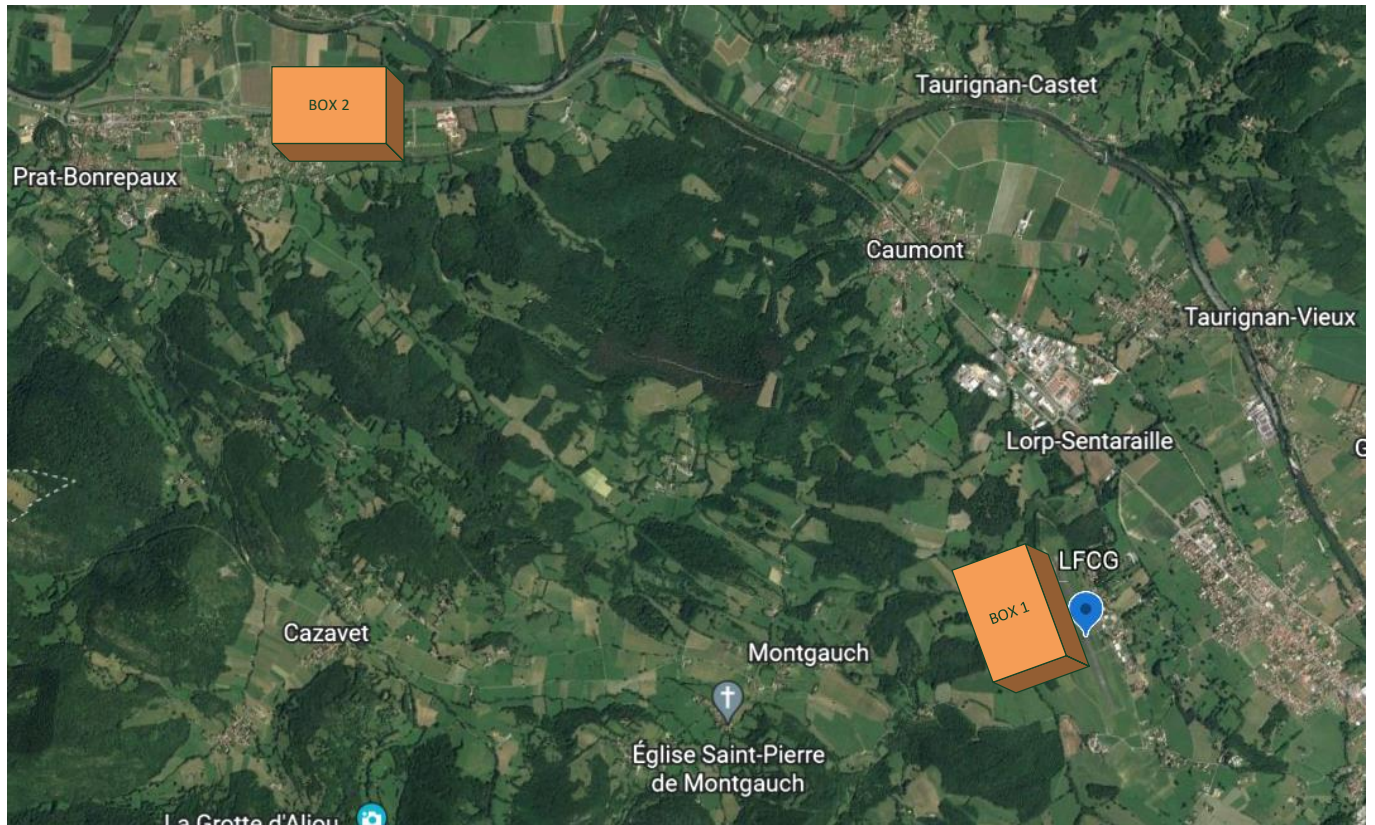 Taurignan-Castet
BOX 2
Prat-Bonrepaux
Caumont
Taurignan-Vieux
Lorp-Sentaraille
G
LFCG
BOX 1
Cazavet
Montgauch
Église Saint-Pierre
de Montgauch
La Grotte d'Aliou